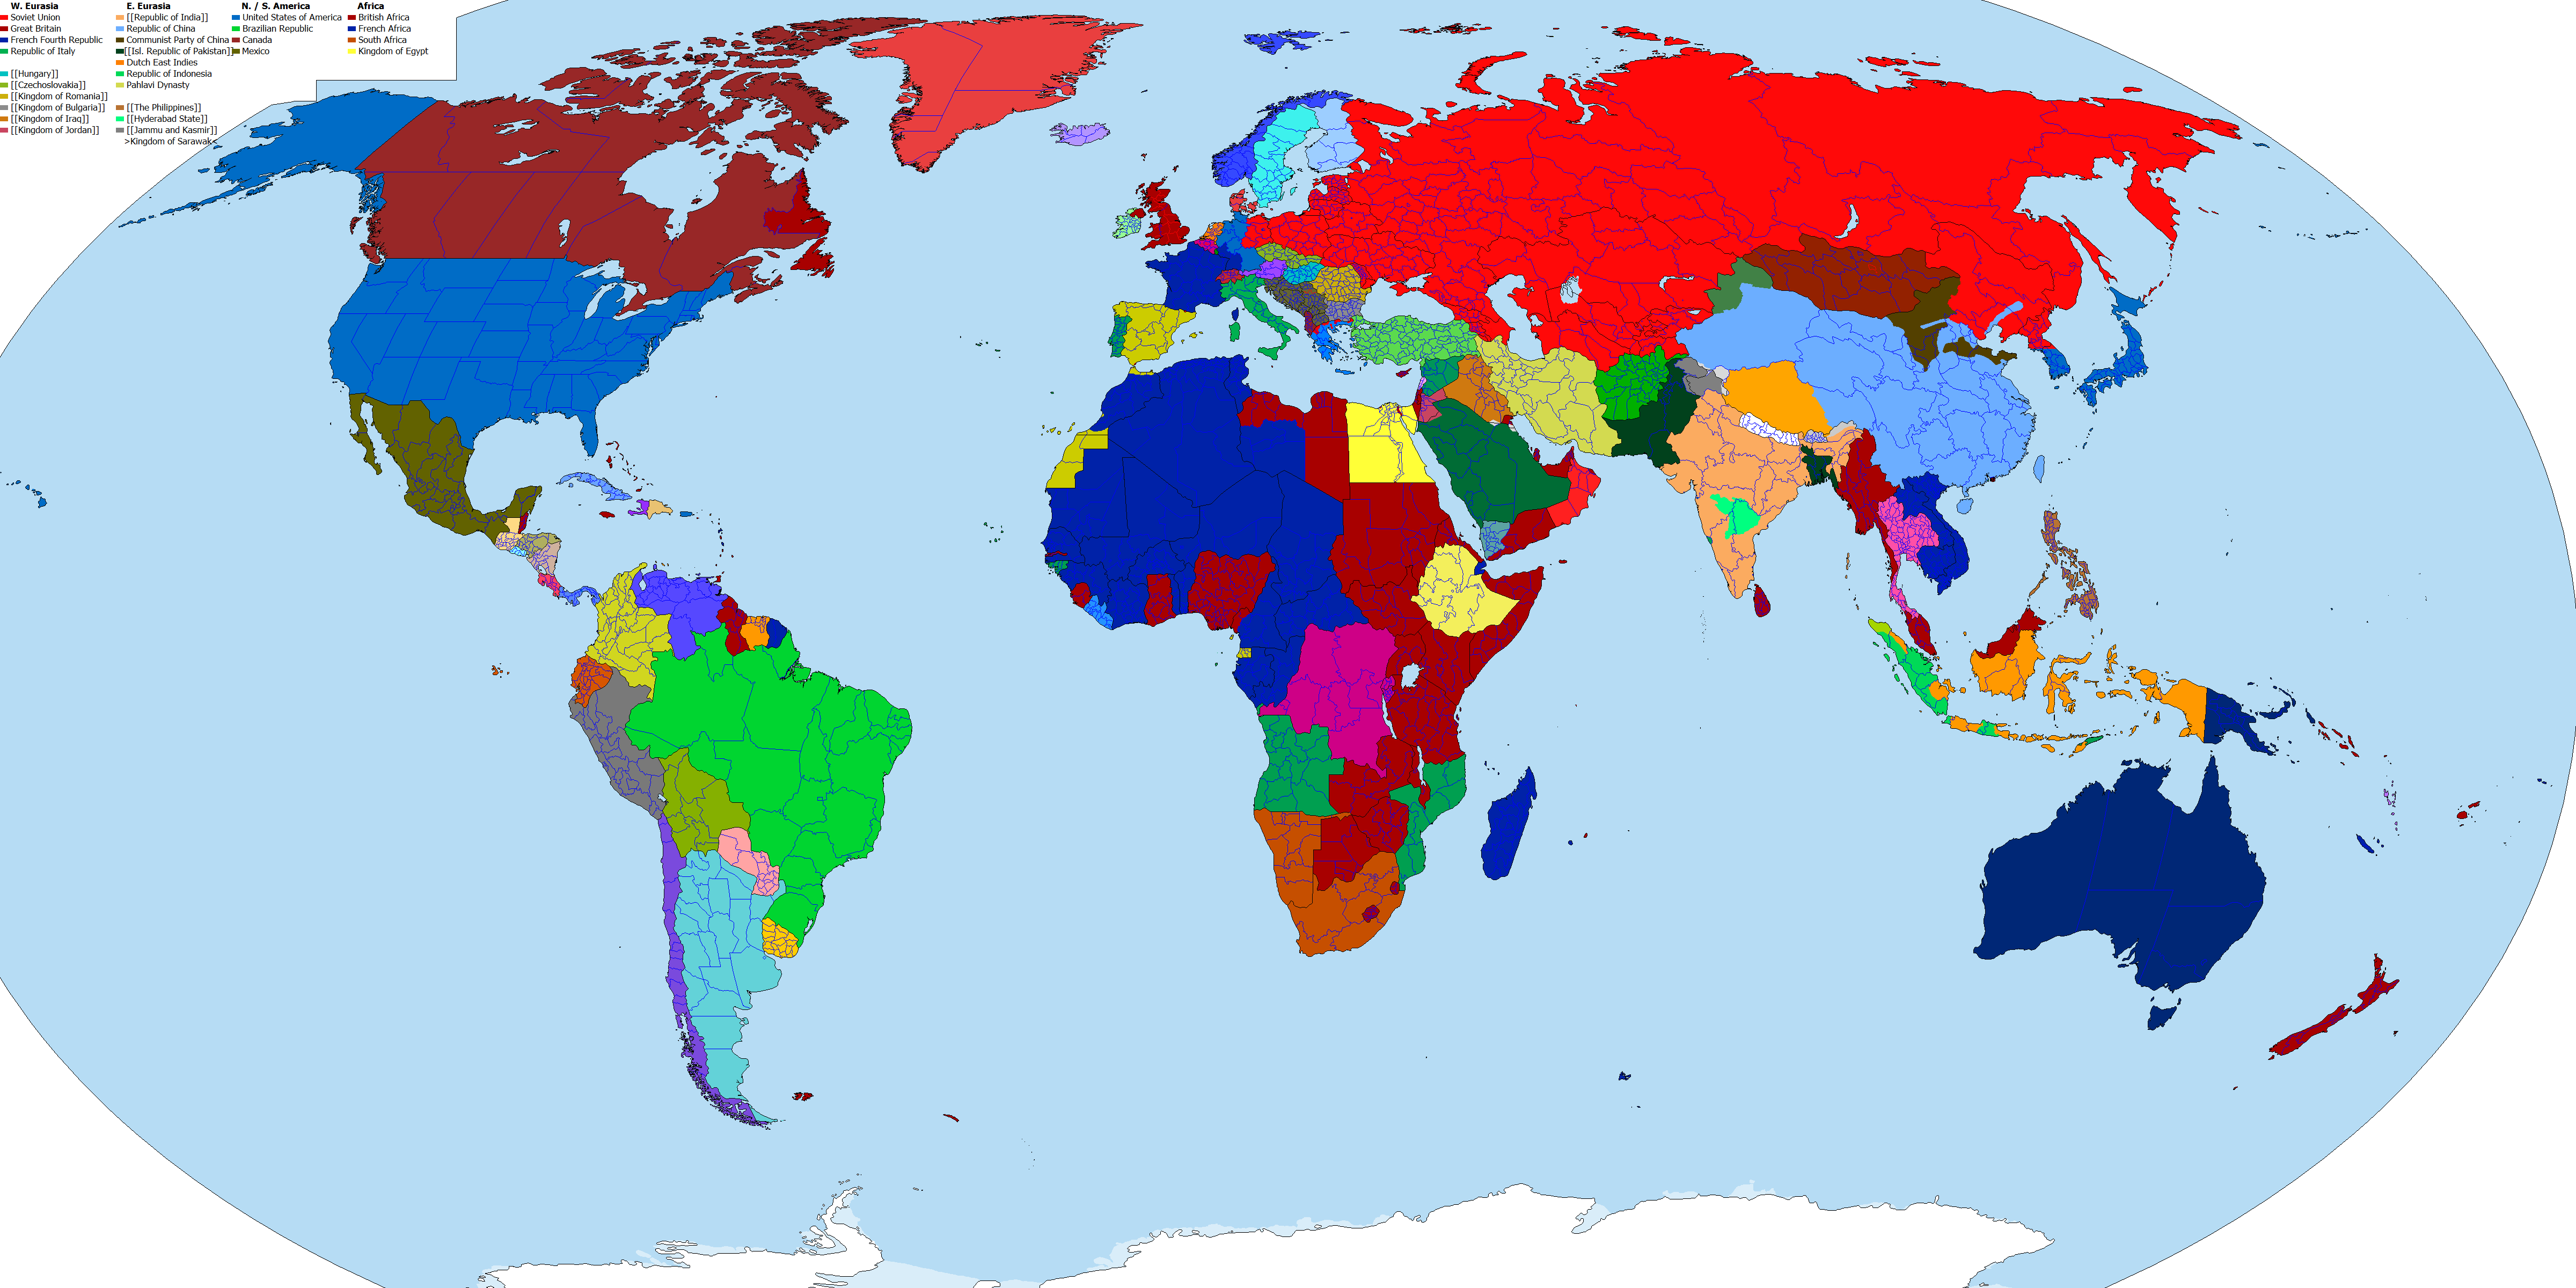 W. Eurasia E. Eurasia N. / S. America Africa
Soviet Union [[Republic of India]] United States of America British Africa
Great Britain Republic of China Brazilian Republic French Africa
French Fourth Republic Communist Party of China Canada South Africa
Republic of Italy [[Isl. Republic of Pakistan]] Mexico Kingdom of Egypt
Dutch East Indies
[[Hungary]] Republic of Indonesia
[[Czechoslovakia]] Pahlavi Dynasty
[[Kingdom of Romania]]
[[Kingdom of Bulgaria]] [[The Philippines]]
[[Kingdom of Iraq]] [[Hyderabad State]]
[[Kingdom of Jordan]] [[Jammu and Kasmir]]
>Kingdom of Sarawak<